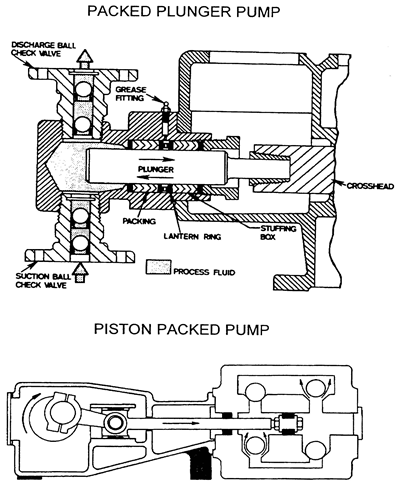 PACKED PLUNGER PUMP
DISCHARGE BALL
CHECK VALVE
GREASE
FITTING
PLUNGER
CROSSHEAD
PACKING
LANTERN RING
STUFFING
BOX
SUCTION BALL
CHECK VALVE
PROCESS FLUID
PISTON PACKED PUMP